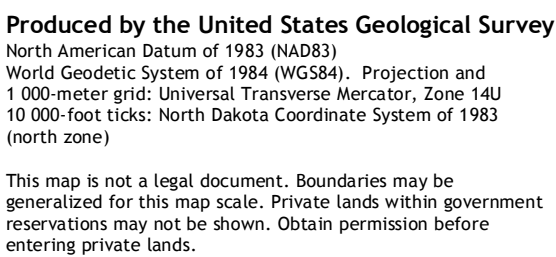 Produced by the United States Geological Survey
North American Datum of 1983 (NAD83)
World Geodetic System of 1984 (WGS84).  Projection and
1 000-meter grid: Universal Transverse Mercator, Zone 14U
10 000-foot ticks: North Dakota Coordinate System of 1983
(north zone)

This map is not a legal document. Boundaries may be
generalized for this map scale. Private lands within government
reservations may not be shown. Obtain permission before
entering private lands.